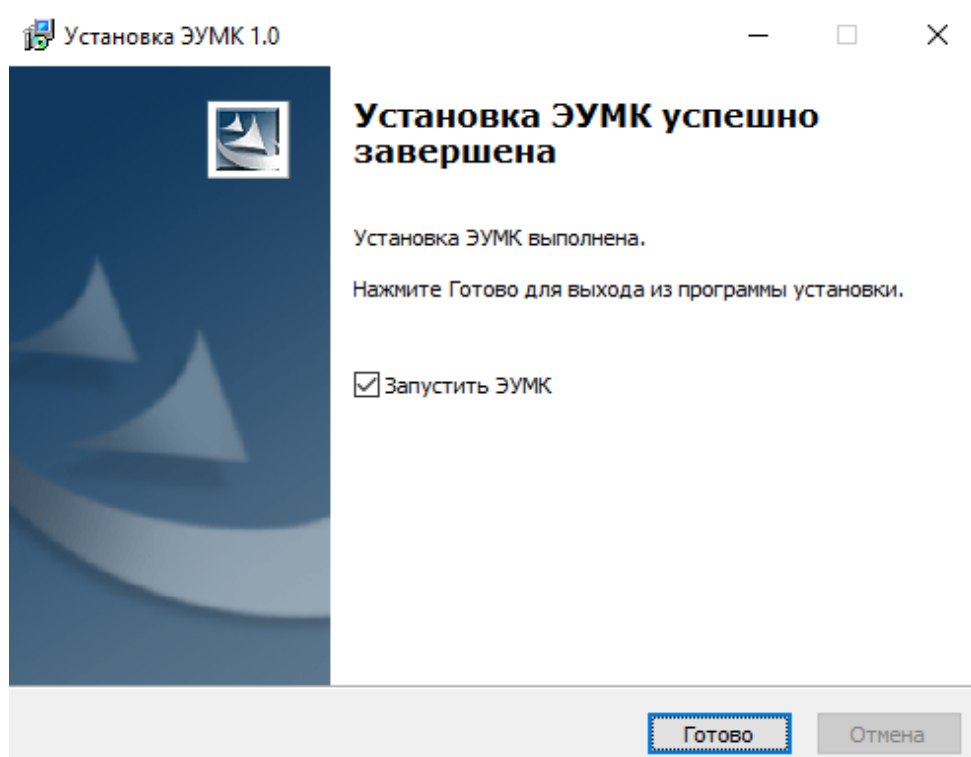 Установка ЭУМК 1.0
Установка ЭУМК успешно
завершена
Установка ЭУМК выполнена.
Нажмите Готово для выхода из программы установки.
Запустить ЭУМК
Готово
Отмена